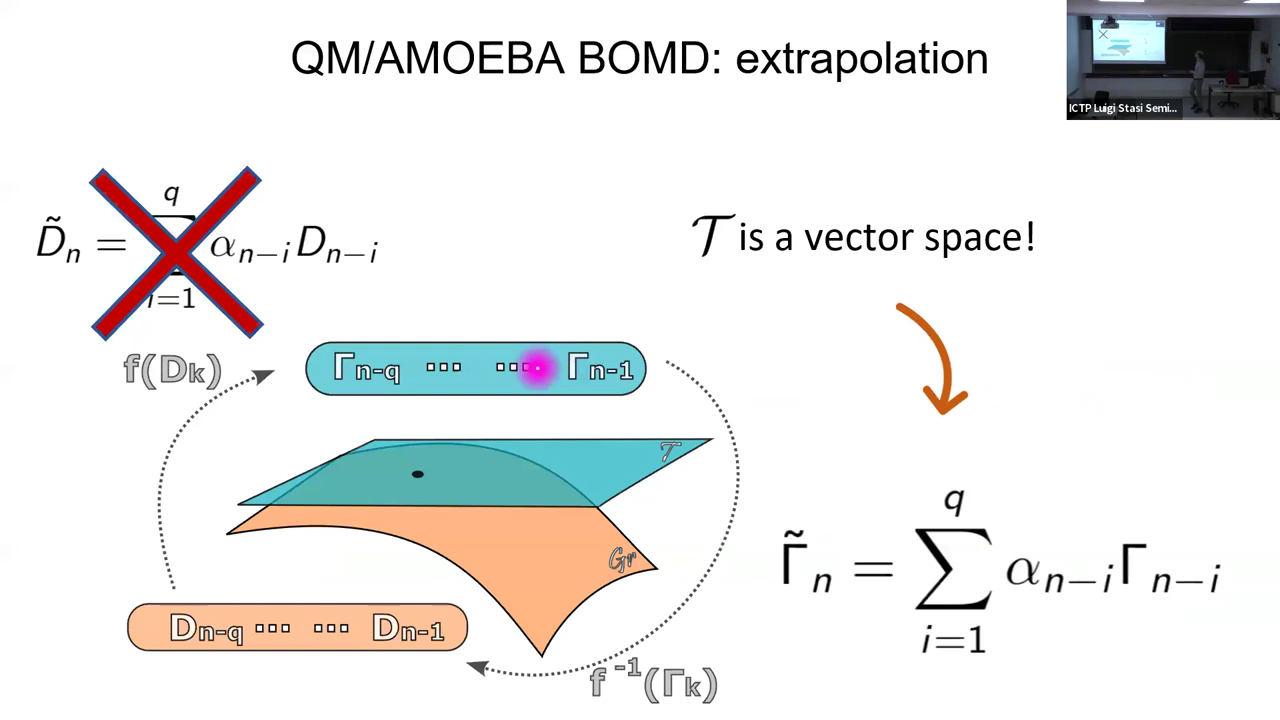 QM/AMOEBA BOMD: extrapolation
ICTP Luigi Stasi Semi...
D̃ₙ = ∑ᵢ₌₁^q αₙ₋ᵢ Dₙ₋ᵢ
𝒯 is a vector space!
f(Dk)
Γn-q ... ... Γn-1
𝒯
Gr
Γ̃ₙ = ∑ᵢ₌₁^q αₙ₋ᵢ Γₙ₋ᵢ
Dn-q ... ... Dn-1
f⁻¹(Γk)